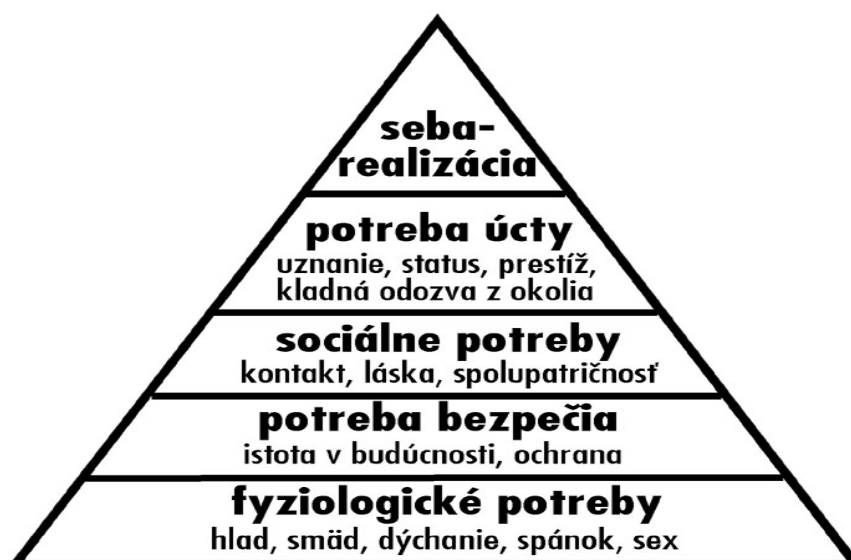 seba-
realizácia
potreba úcty
uznanie, status, prestíž,
kladná odozva z okolia
sociálne potreby
kontakt, láska, spolupatričnosť
potreba bezpečia
istota v budúcnosti, ochrana
fyziologické potreby
hlad, smäd, dýchanie, spánok, sex